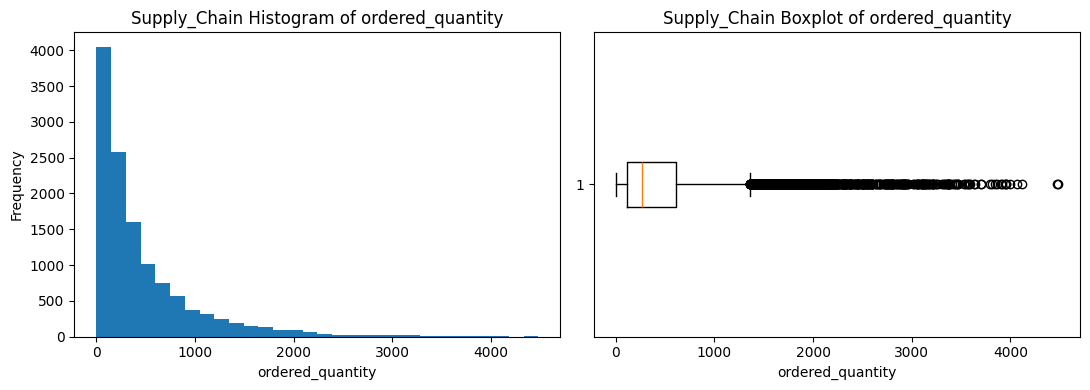 Supply_Chain Histogram of ordered_quantity
Frequency
4000
3500
3000
2500
2000
1500
1000
500
0
0 1000 2000 3000 4000
ordered_quantity
Supply_Chain Boxplot of ordered_quantity
1
0 1000 2000 3000 4000
ordered_quantity